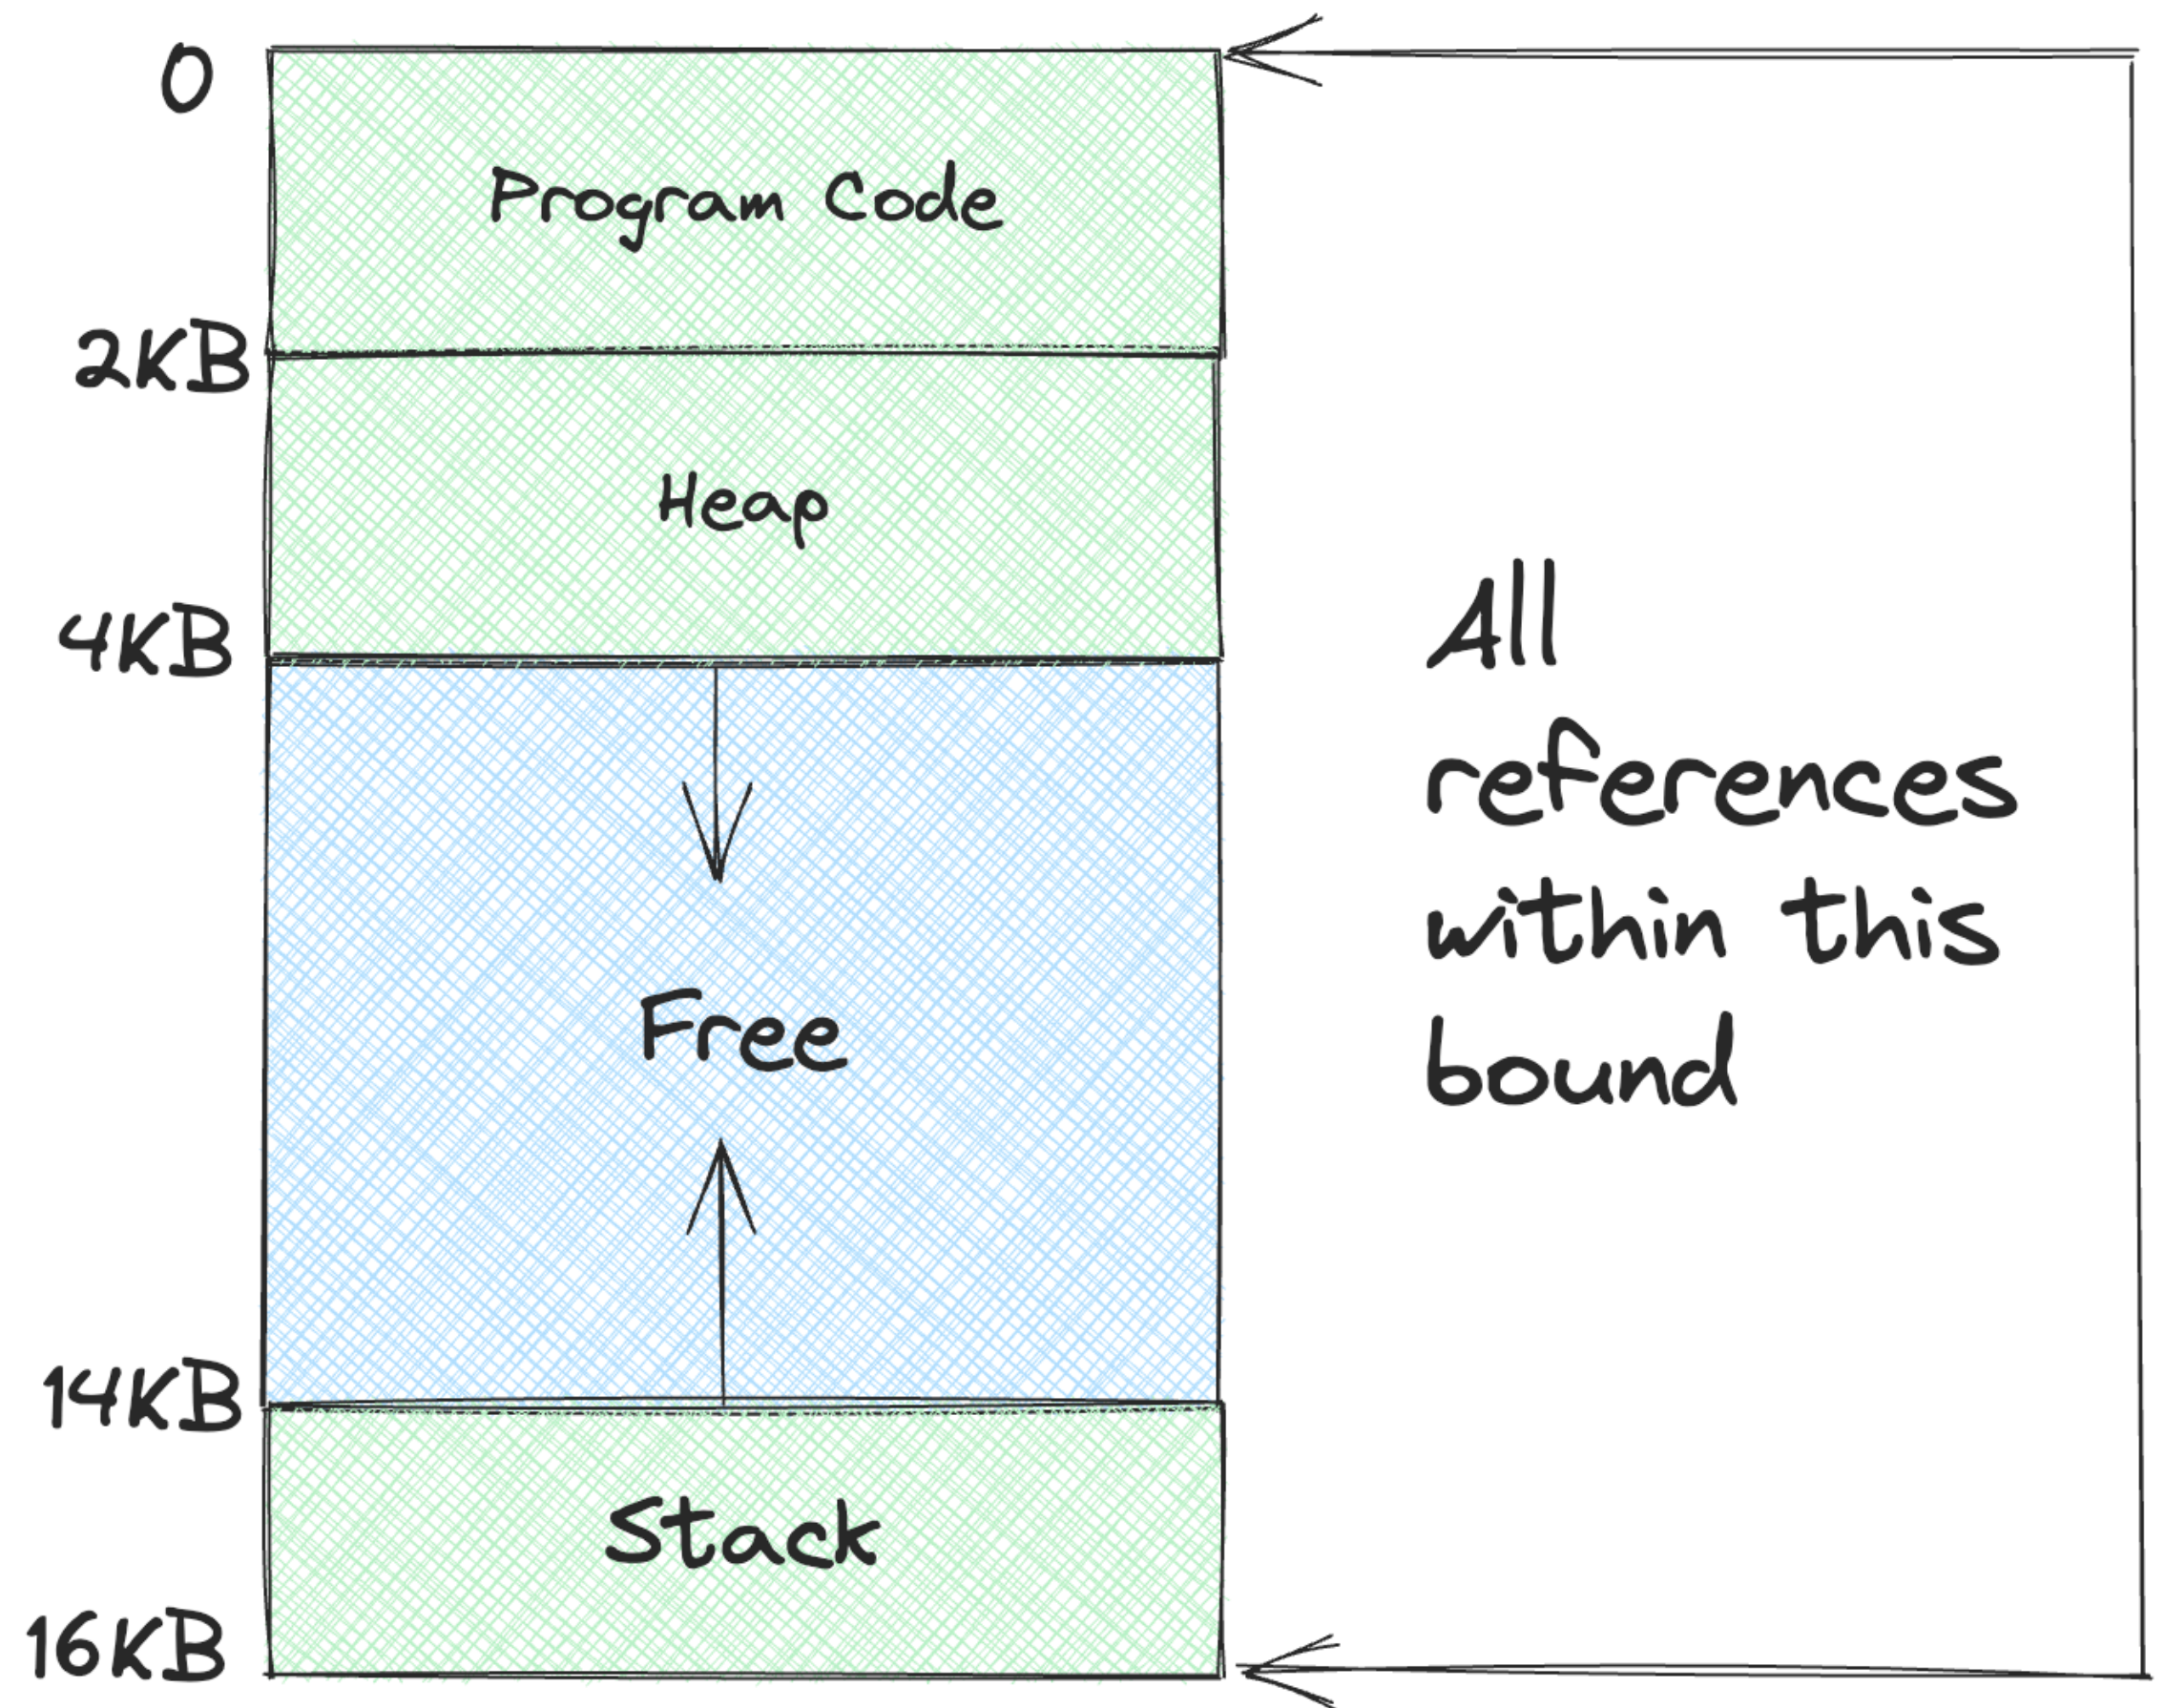 0
Program Code
2KB
Heap
4KB
All
references
within this
bound
Free
14KB
Stack
16KB